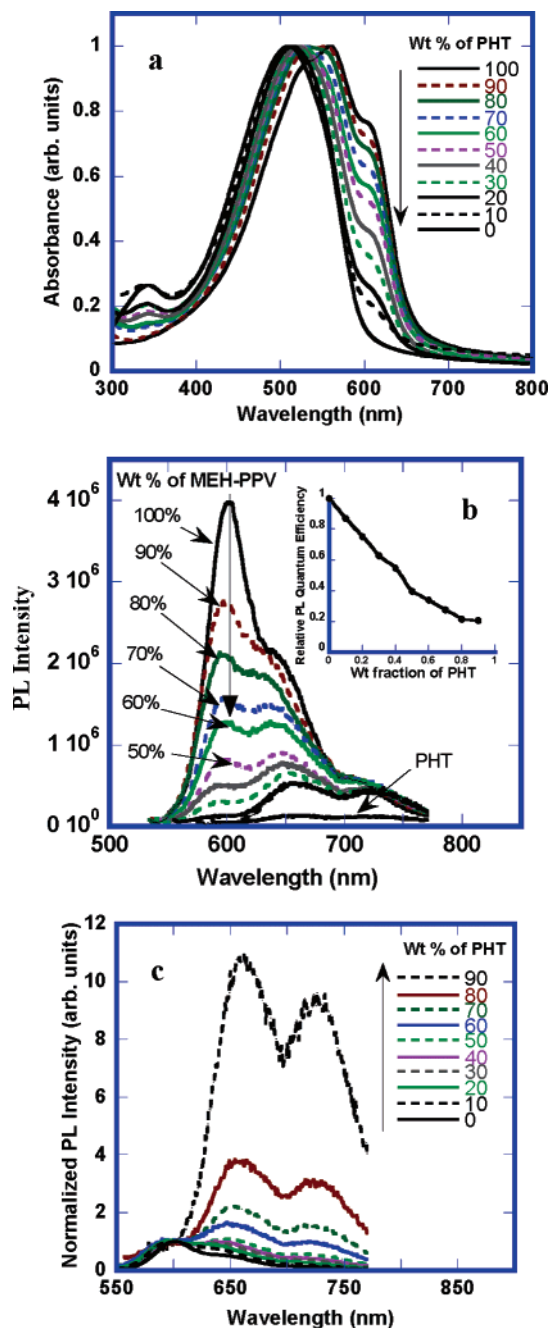 a
Wt % of PHT
100
90
80
70
60
50
40
30
20
10
0
1
0.8
0.6
0.4
0.2
0
Absorbance (arb. units)
300 400 500 600 700 800
Wavelength (nm)
b
Wt % of MEH-PPV
100%
90%
80%
70%
60%
50%
PHT
4 10⁶
3 10⁶
2 10⁶
1 10⁶
0 10⁰
PL Intensity
500 600 700 800
Wavelength (nm)
Relative PL Quantum Efficiency
1
0.8
0.6
0.4
0.2
0
0 0.2 0.4 0.6 0.8 1
Wt fraction of PHT
c
Wt % of PHT
90
80
70
60
50
40
30
20
10
0
12
10
8
6
4
2
0
Normalized PL Intensity (arb. units)
550 650 750 850
Wavelength (nm)